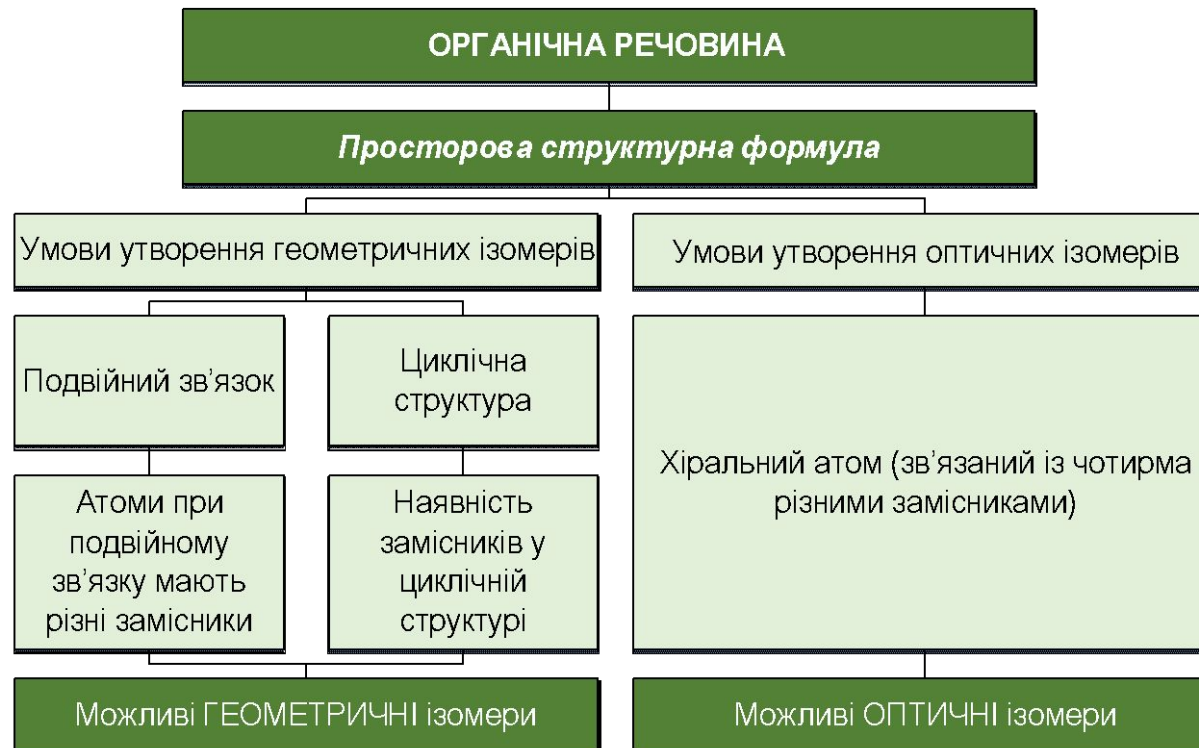 ОРГАНІЧНА РЕЧОВИНА
Просторова структурна формула
Умови утворення геометричних ізомерів
Умови утворення оптичних ізомерів
Подвійний зв’язок
Циклічна
структура
Атоми при
подвійному
зв’язку мають
різні замісники
Наявність
замісників у
циклічній
структурі
Хіральний атом (зв’язаний із чотирма
різними замісниками)
Можливі ГЕОМЕТРИЧНІ ізомери
Можливі ОПТИЧНІ ізомери